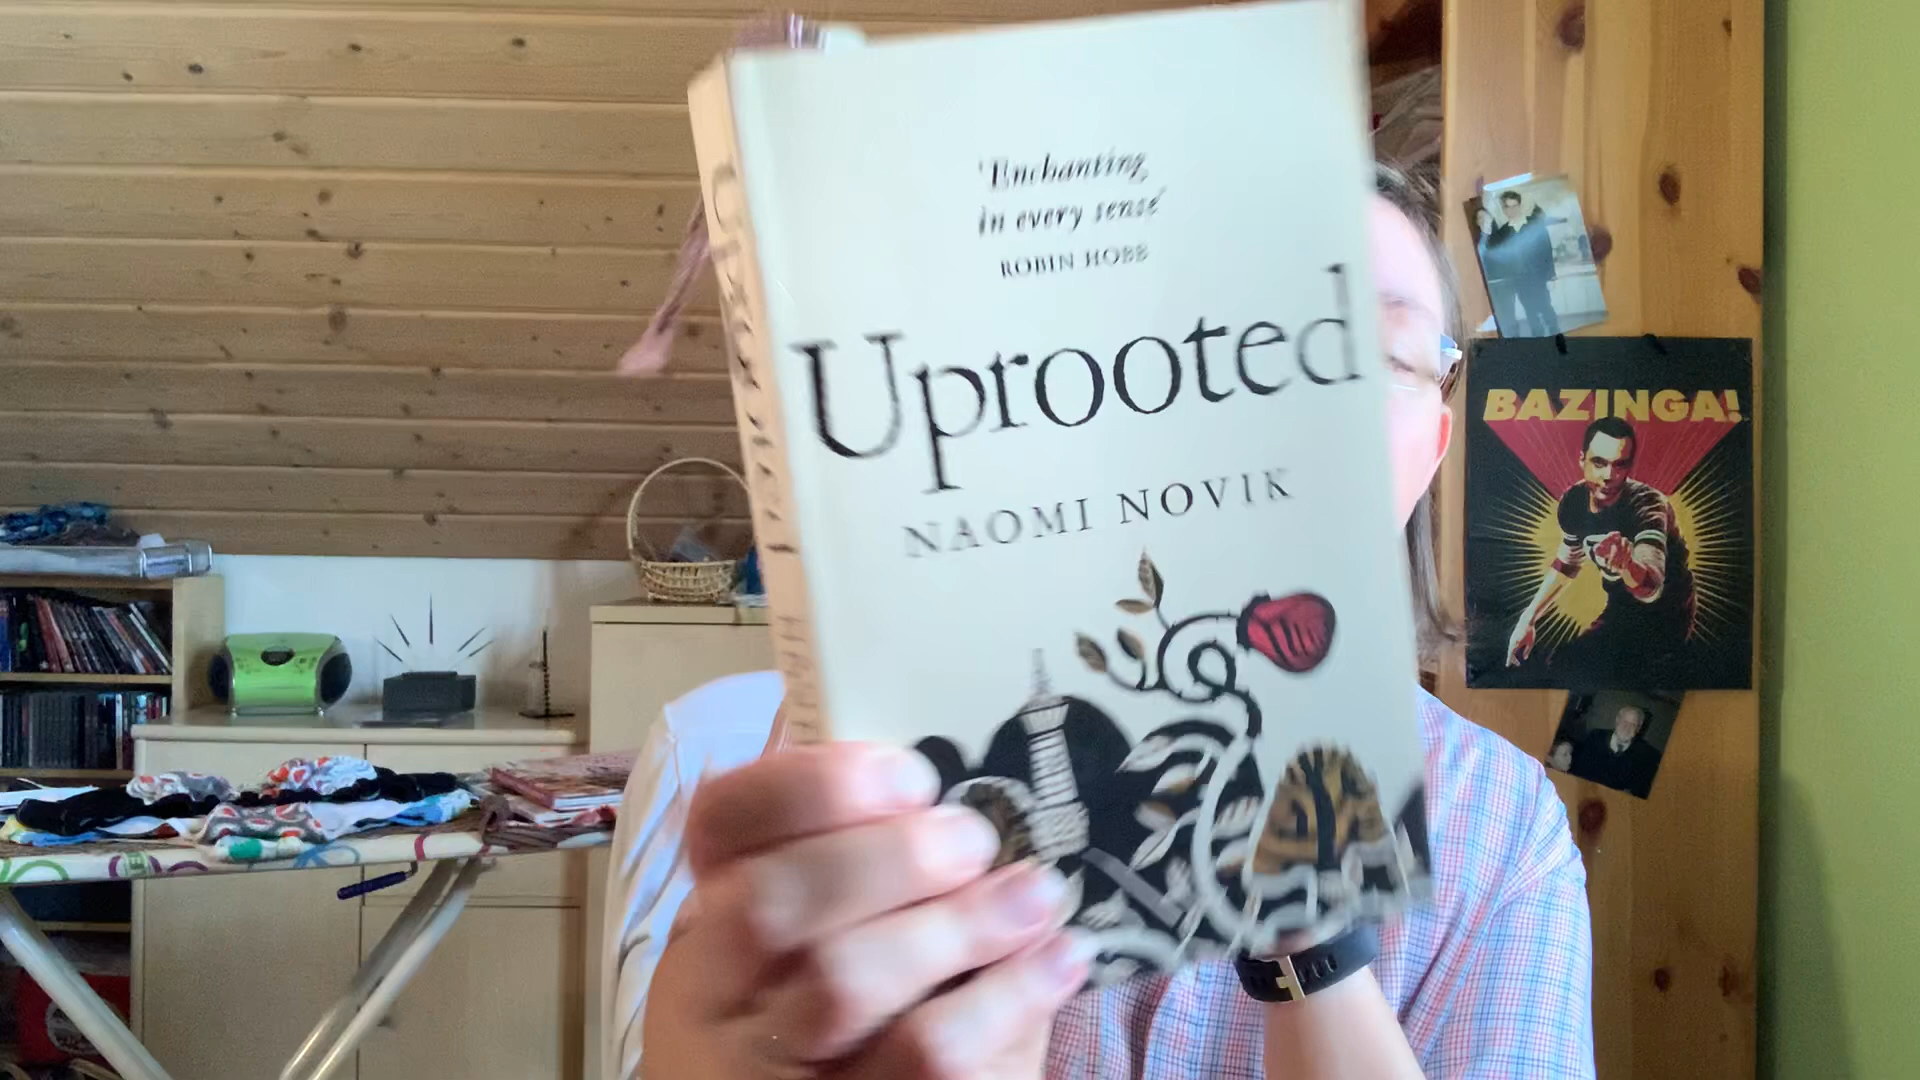 'Enchanting
in every sense'
ROBIN HOBB
Uprooted
NAOMI NOVIK
BAZINGA!